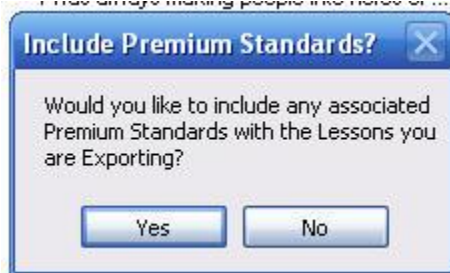 Include Premium Standards?
Would you like to include any associated
Premium Standards with the Lessons you
are Exporting?
Yes No